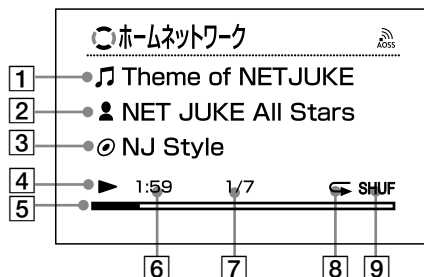 ホームネットワーク
AOSS
1 Theme of NETJUKE
2 NET JUKE All Stars
3 NJ Style
4 1:59 1/7 SHUF
5
6 7 8 9